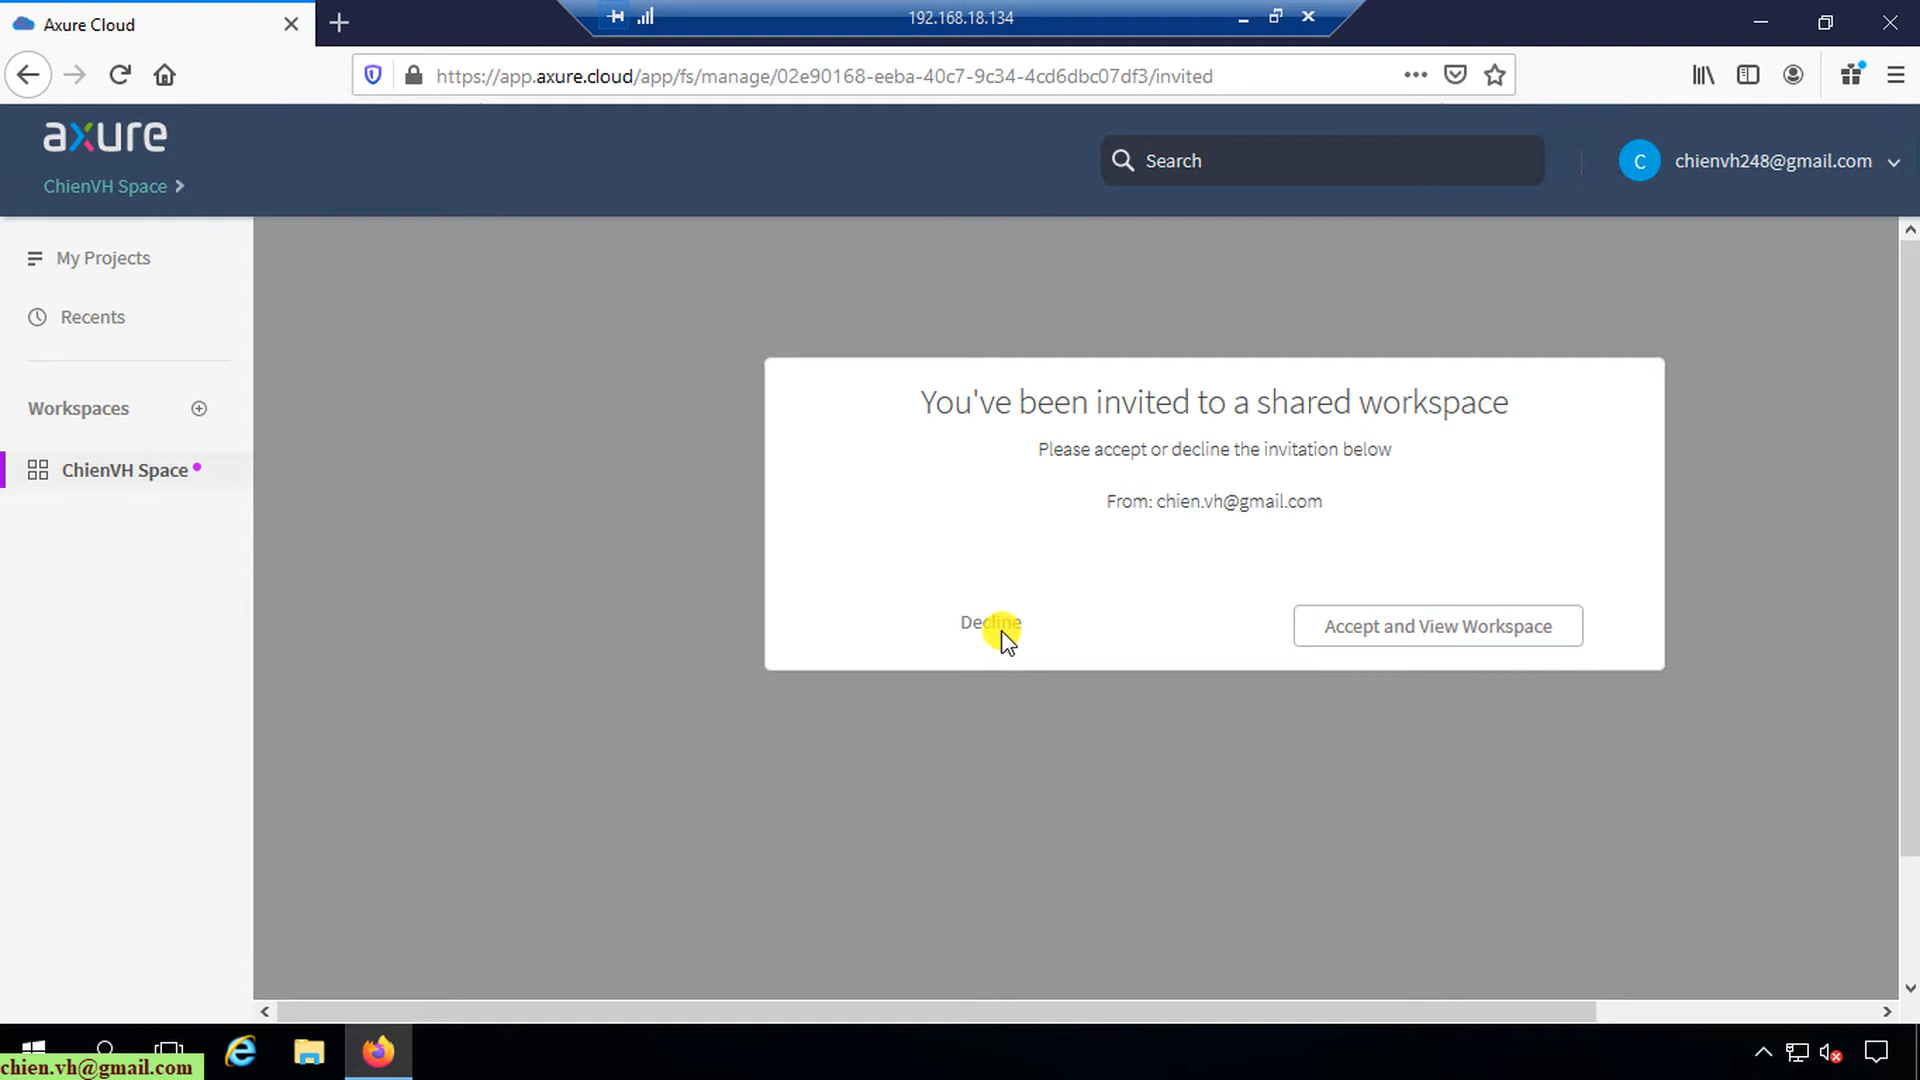 Axure Cloud
192.168.18.134
https://app.axure.cloud/app/fs/manage/02e90168-eeba-40c7-9c34-4cd6dbc07df3/invited
axure
ChienVH Space
Search
C
chienvh248@gmail.com
My Projects
Recents
Workspaces
ChienVH Space
You've been invited to a shared workspace
Please accept or decline the invitation below
From: chien.vh@gmail.com
Decline
Accept and View Workspace
chien.vh@gmail.com